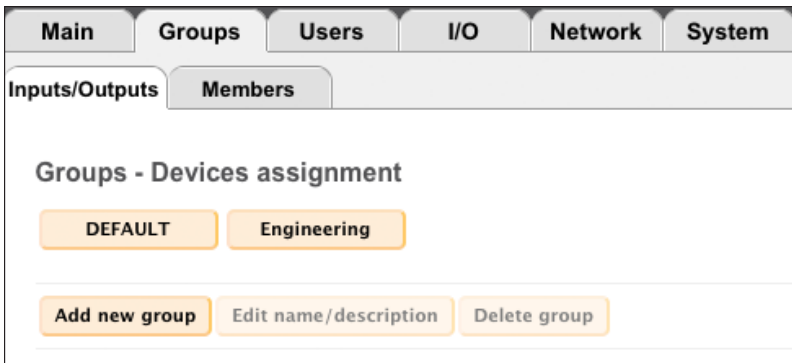 Main Groups Users I/O Network System
Inputs/Outputs Members
Groups - Devices assignment
DEFAULT Engineering
Add new group Edit name/description Delete group